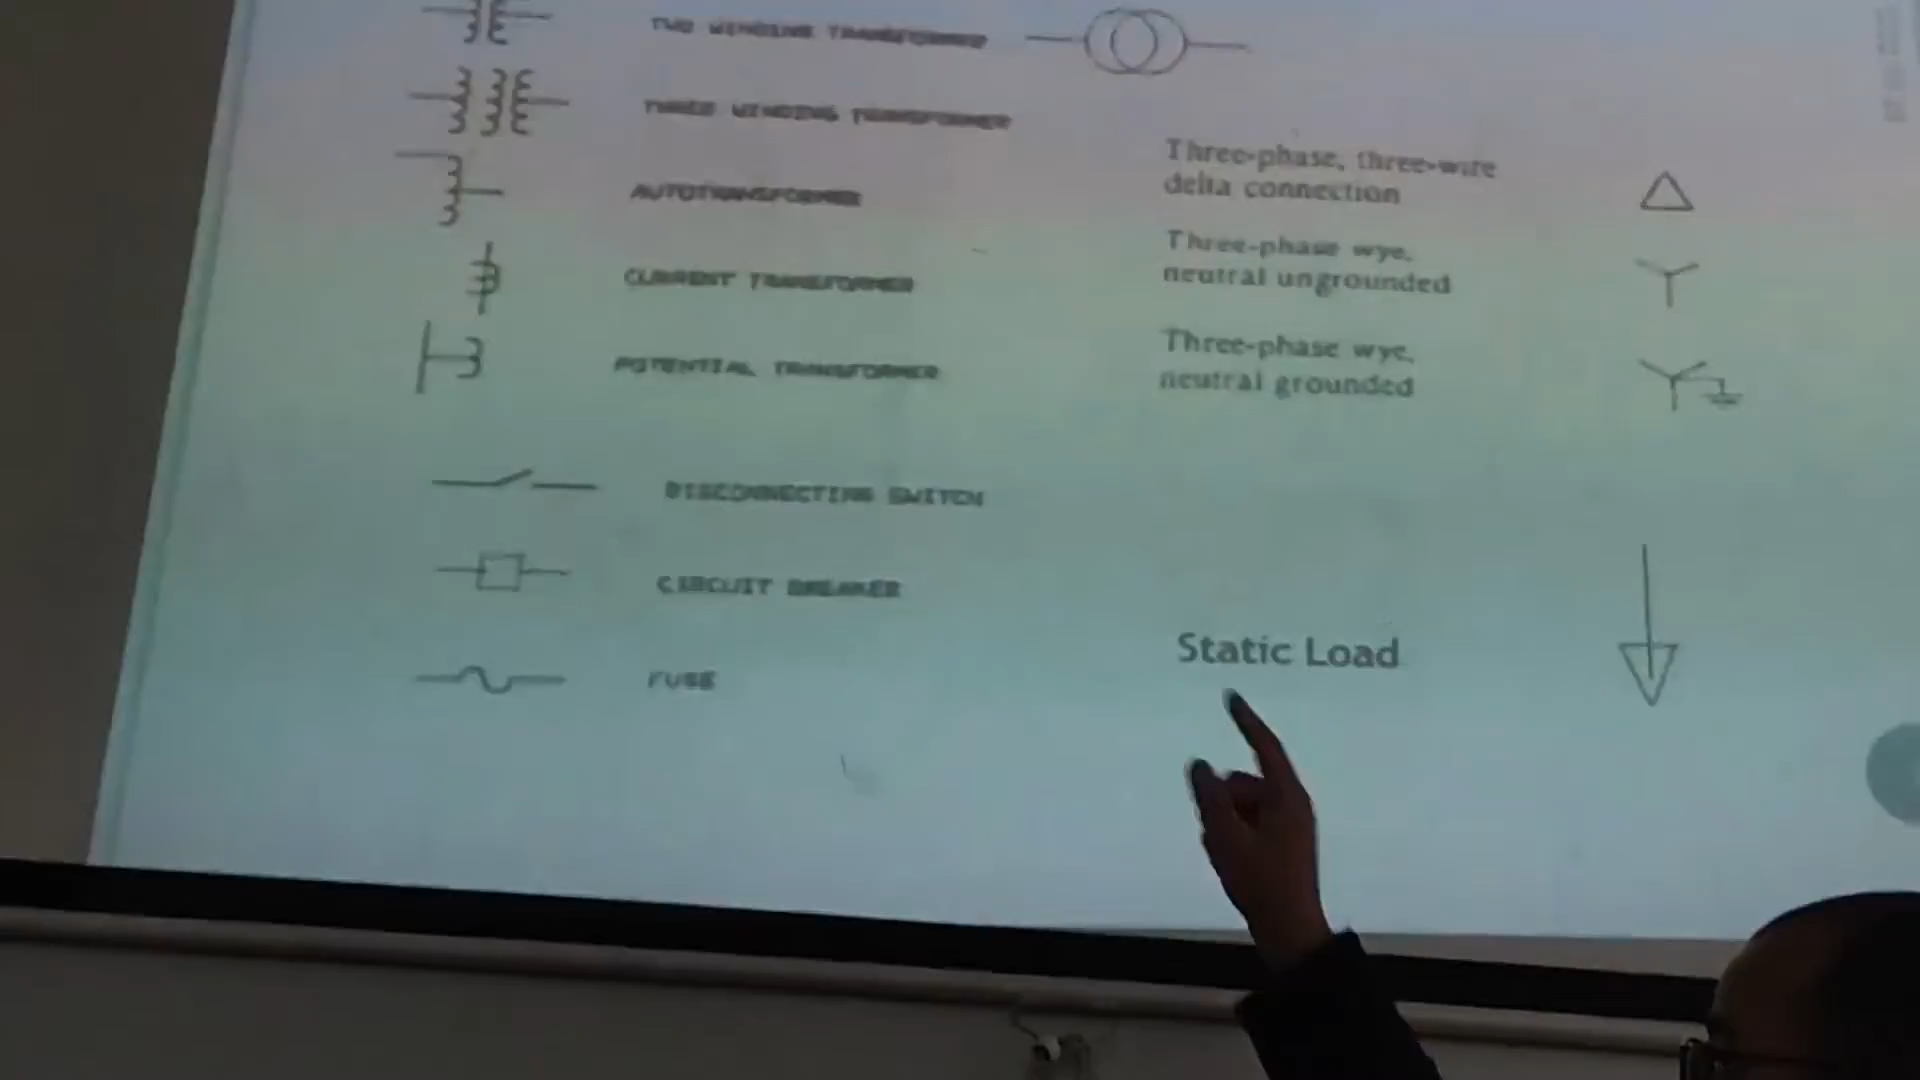 TWO WINDING TRANSFORMER
THREE WINDING TRANSFORMER
AUTOTRANSFORMER
CURRENT TRANSFORMER
POTENTIAL TRANSFORMER
DISCONNECTING SWITCH
CIRCUIT BREAKER
FUSE
Three-phase, three-wire
delta connection
Three-phase wye,
neutral ungrounded
Three-phase wye,
neutral grounded
Static Load